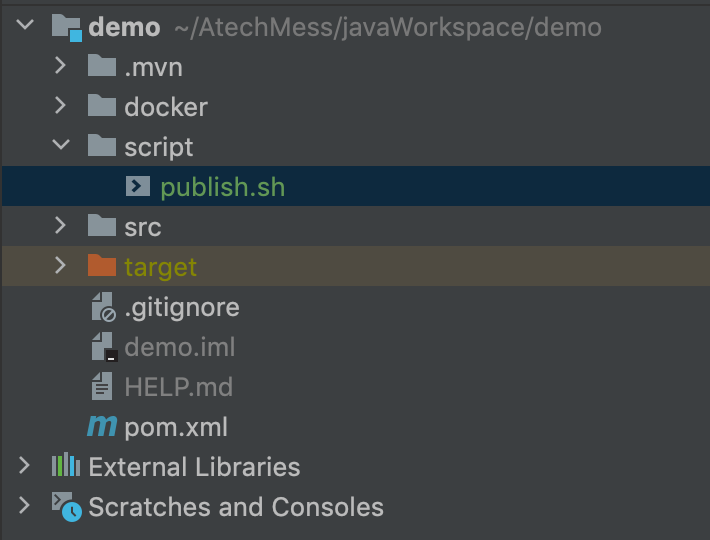 demo ~/AtechMess/javaWorkspace/demo
.mvn
docker
script
publish.sh
src
target
.gitignore
demo.iml
HELP.md
pom.xml
External Libraries
Scratches and Consoles